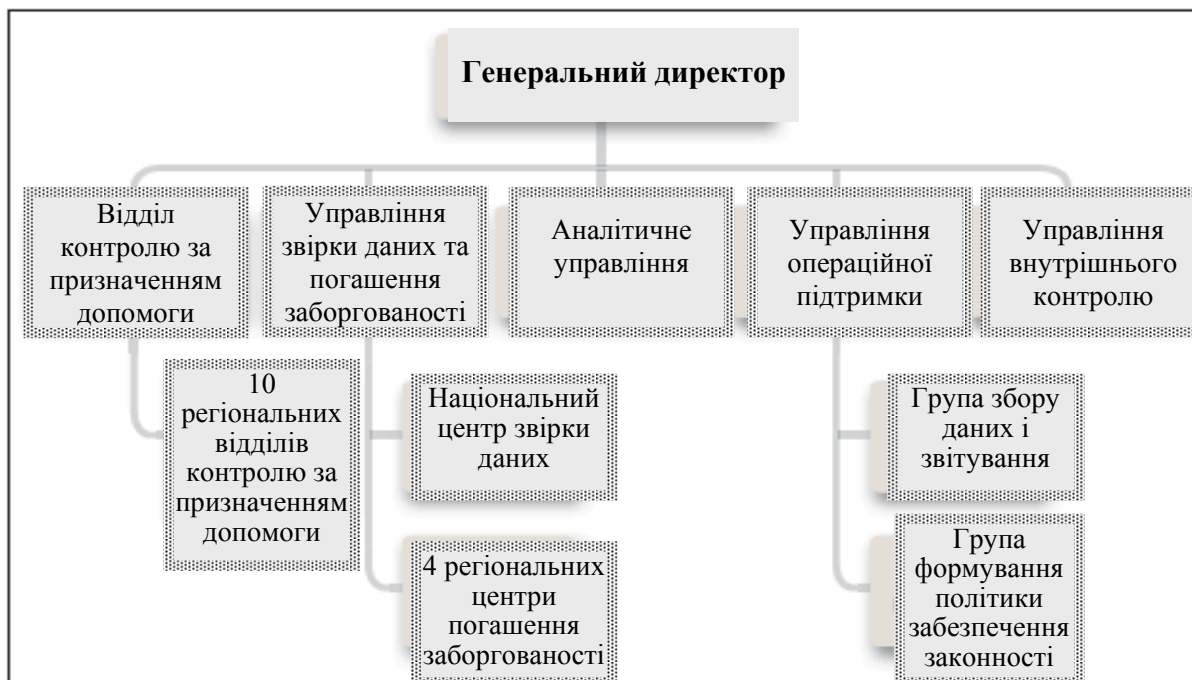 Генеральний директор
Відділ
контролю за
призначенням
допомоги
Управління
звірки даних та
погашення
заборгованості
Аналітичне
управління
Управління
операційної
підтримки
Управління
внутрішнього
контролю
10
регіональних
відділів
контролю за
призначенням
допомоги
Національний
центр звірки
даних
4 регіональних
центри
погашення
заборгованості
Група збору
даних і
звітування
Група
формування
політики
забезпечення
законності